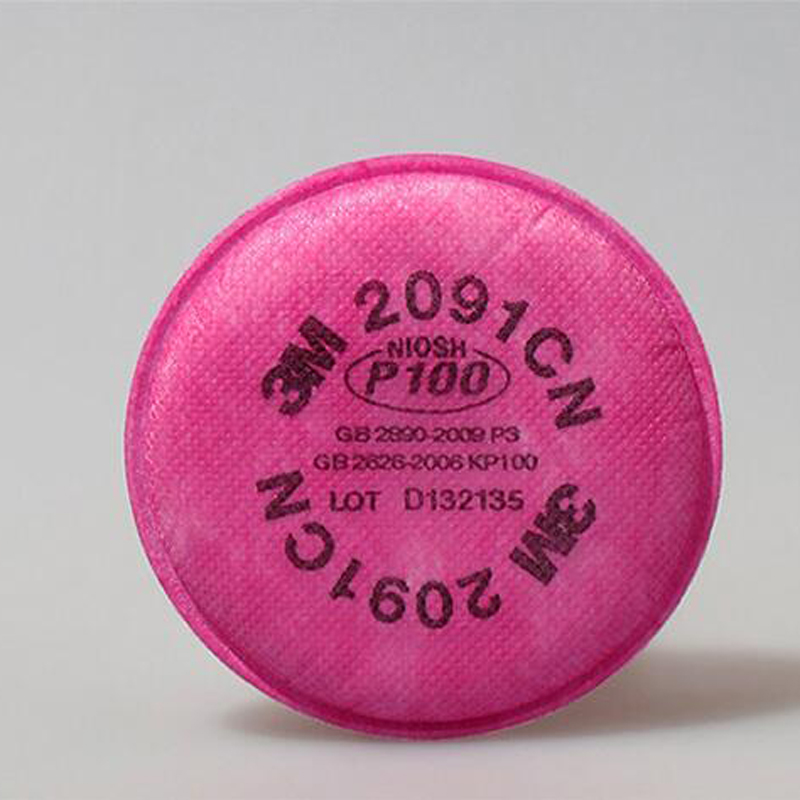 3M 2091CN
NIOSH
P100
GB 2890-2009 P3
GB 2626-2006 KP100
LOT D132135
3M 2091CN